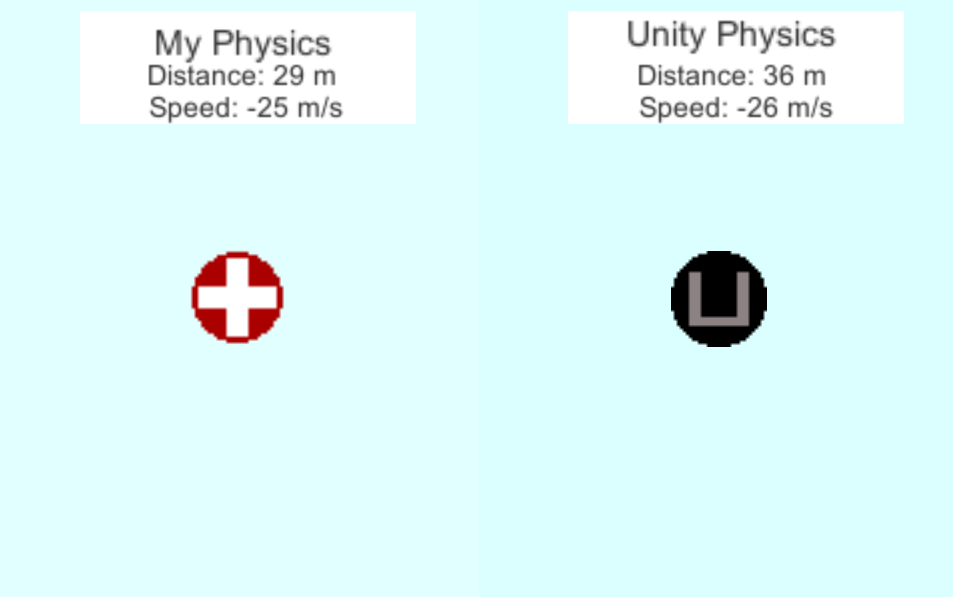 My Physics
Distance: 29 m
Speed: -25 m/s
Unity Physics
Distance: 36 m
Speed: -26 m/s
U